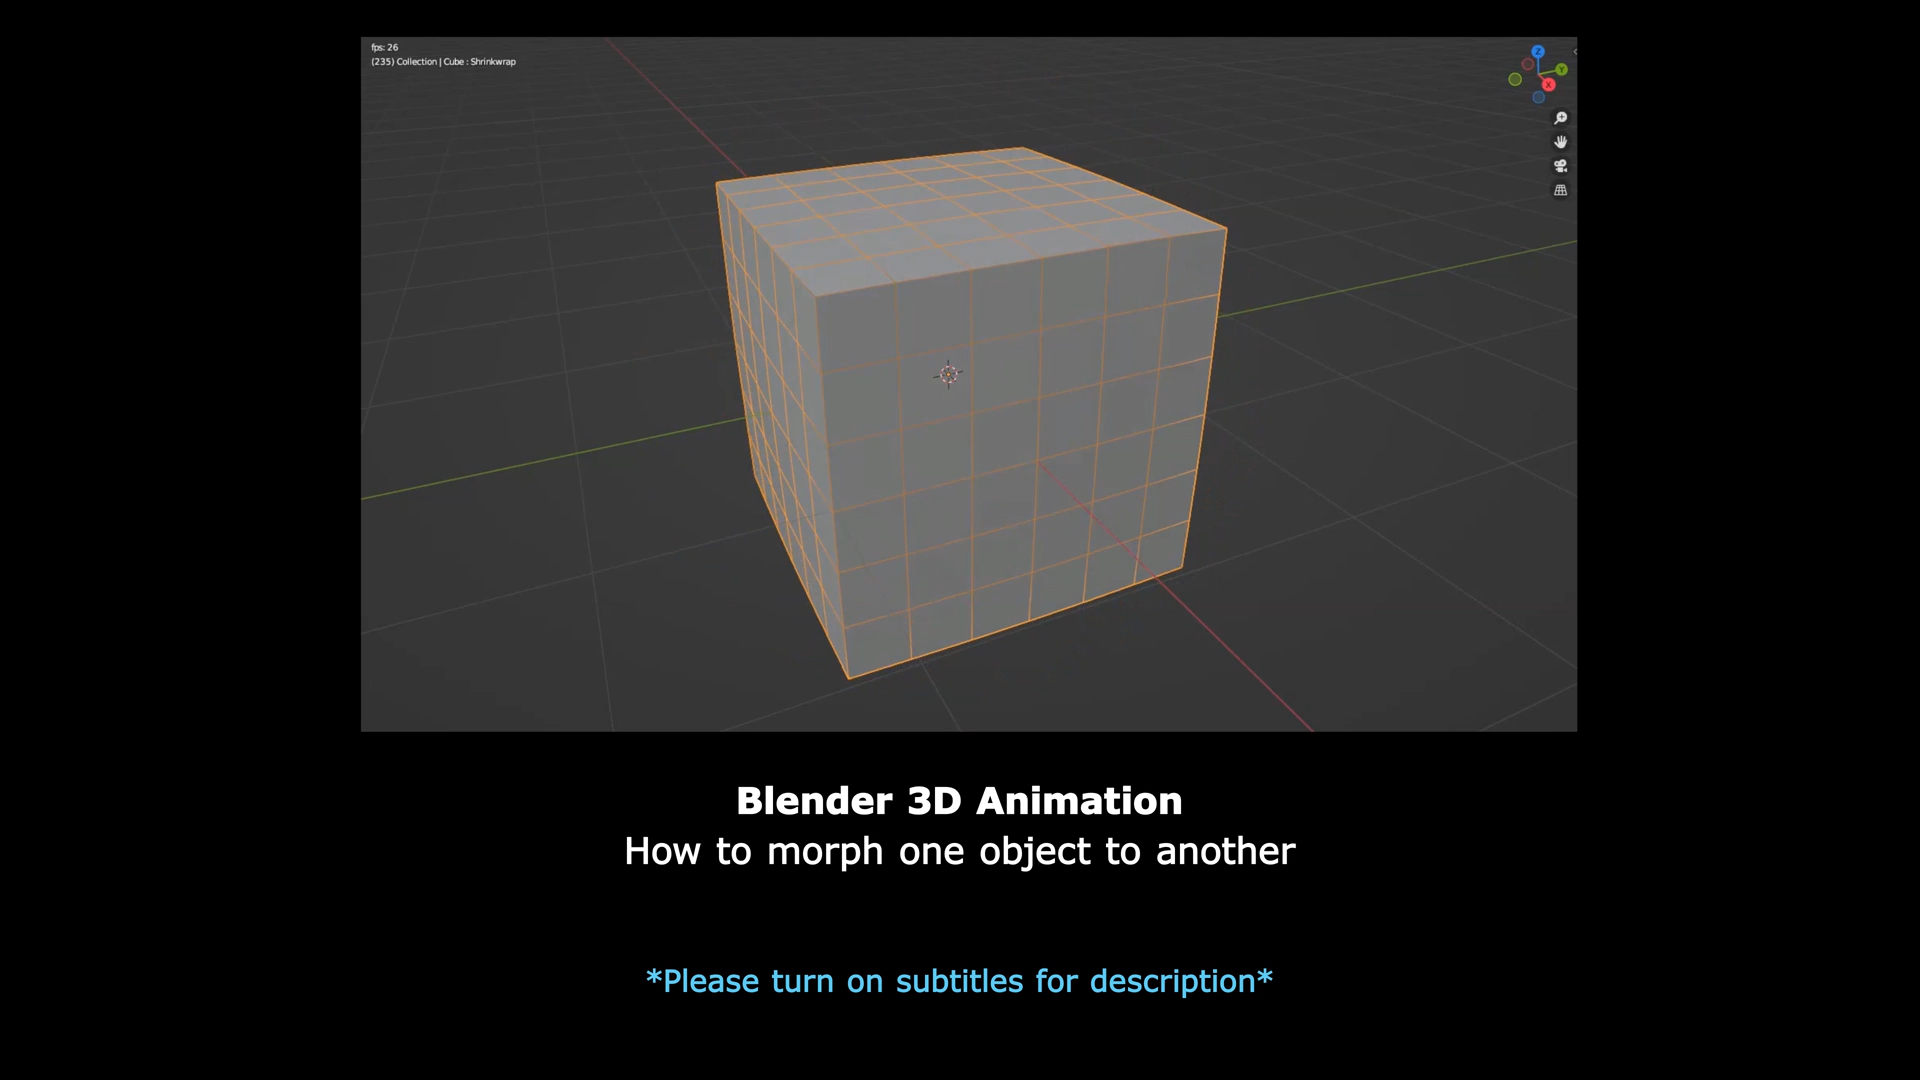 fps: 26
(235) Collection | Cube : Shrinkwrap
Z
Y
X
Blender 3D Animation
How to morph one object to another
*Please turn on subtitles for description*